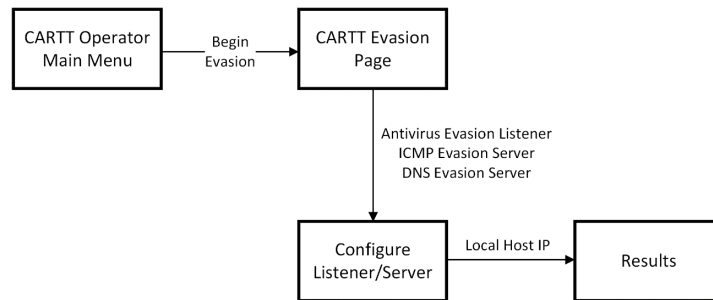 CARTT Operator
Main Menu
Begin
Evasion
CARTT Evasion
Page
Antivirus Evasion Listener
ICMP Evasion Server
DNS Evasion Server
Configure
Listener/Server
Local Host IP
Results